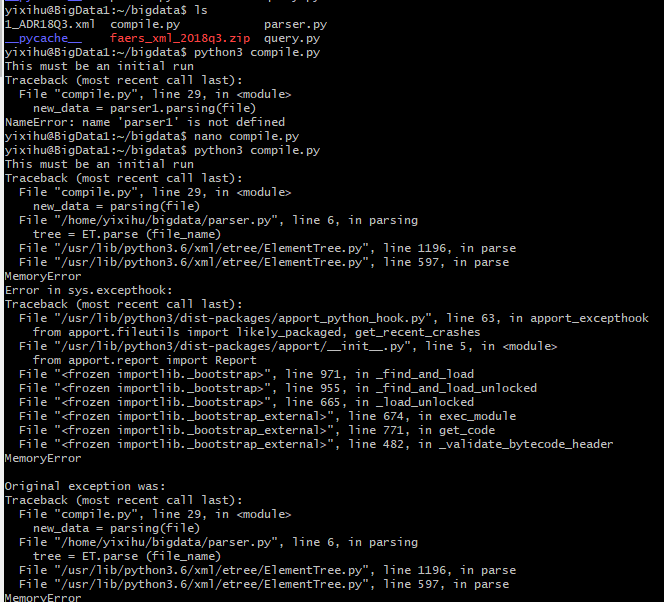 yixihu@BigData1:~/bigdata$ ls
1_ADR18Q3.xml  compile.py              parser.py
__pycache__    faers_xml_2018q3.zip  query.py
yixihu@BigData1:~/bigdata$ python3 compile.py
This must be an initial run
Traceback (most recent call last):
  File "compile.py", line 29, in <module>
    new_data = parser1.parsing(file)
NameError: name 'parser1' is not defined
yixihu@BigData1:~/bigdata$ nano compile.py
yixihu@BigData1:~/bigdata$ python3 compile.py
This must be an initial run
Traceback (most recent call last):
  File "compile.py", line 29, in <module>
    new_data = parsing(file)
  File "/home/yixihu/bigdata/parser.py", line 6, in parsing
    tree = ET.parse (file_name)
  File "/usr/lib/python3.6/xml/etree/ElementTree.py", line 1196, in parse
  File "/usr/lib/python3.6/xml/etree/ElementTree.py", line 597, in parse
MemoryError
Error in sys.excepthook:
Traceback (most recent call last):
  File "/usr/lib/python3/dist-packages/apport_python_hook.py", line 63, in apport_excepthook
    from apport.fileutils import likely_packaged, get_recent_crashes
  File "/usr/lib/python3/dist-packages/apport/__init__.py", line 5, in <module>
    from apport.report import Report
  File "<frozen importlib._bootstrap>", line 971, in _find_and_load
  File "<frozen importlib._bootstrap>", line 955, in _find_and_load_unlocked
  File "<frozen importlib._bootstrap>", line 665, in _load_unlocked
  File "<frozen importlib._bootstrap_external>", line 674, in exec_module
  File "<frozen importlib._bootstrap_external>", line 771, in get_code
  File "<frozen importlib._bootstrap_external>", line 482, in _validate_bytecode_header
MemoryError

Original exception was:
Traceback (most recent call last):
  File "compile.py", line 29, in <module>
    new_data = parsing(file)
  File "/home/yixihu/bigdata/parser.py", line 6, in parsing
    tree = ET.parse (file_name)
  File "/usr/lib/python3.6/xml/etree/ElementTree.py", line 1196, in parse
  File "/usr/lib/python3.6/xml/etree/ElementTree.py", line 597, in parse
MemoryError